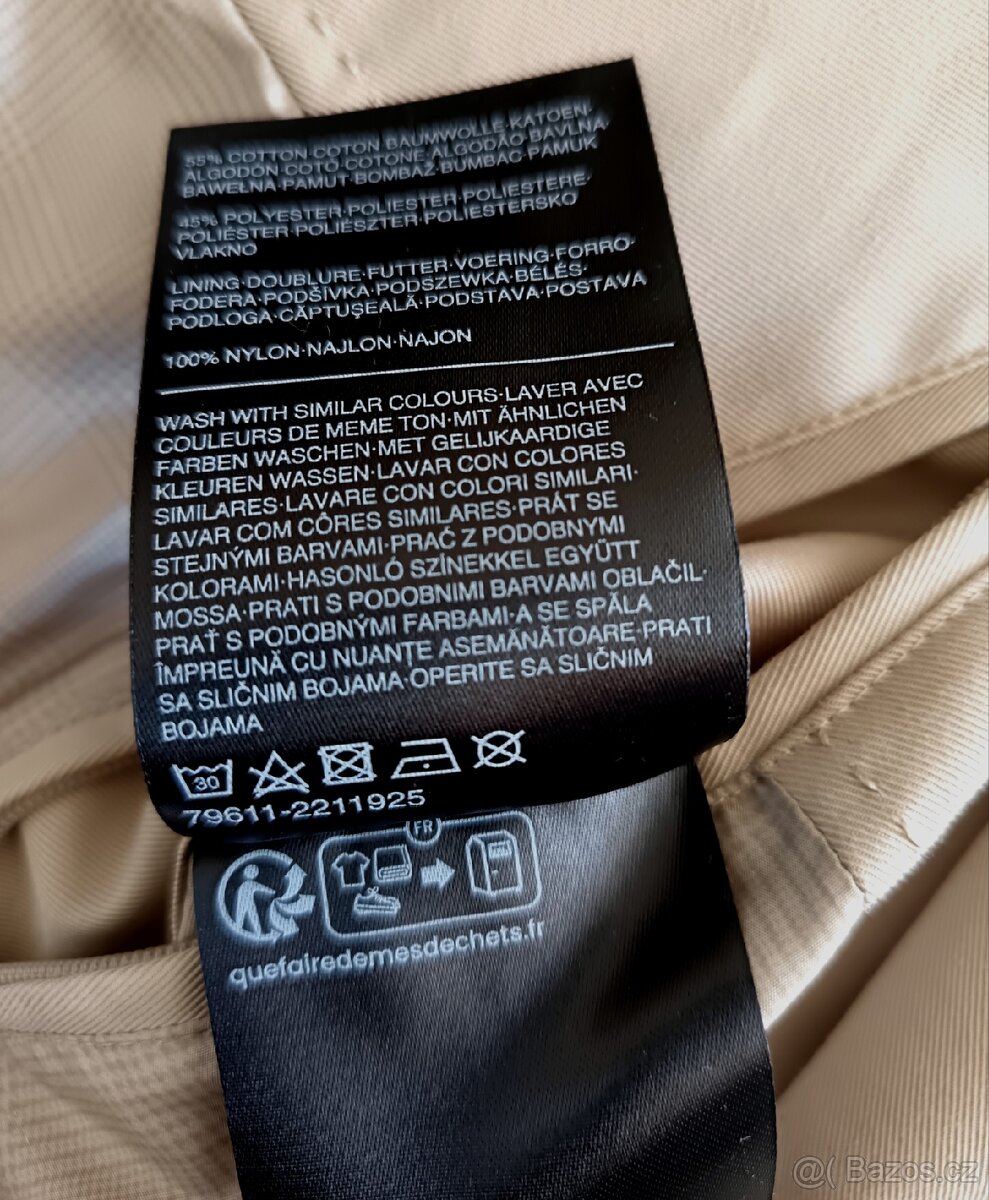 55% COTTON·COTON BAUMWOLLE·KATOEN·
ALGODON·COTO·COTONE ALGODÃO·BAVLNA
BAWEŁNA·PAMUT·BOMBAŽ·BUMBAC·PAMUK
45% POLYESTER·POLIESTER·POLIESTERE·
POLIÉSTER·POLIÉSZTER·POLIESTERSKO
VLAKNO
LINING·DOUBLURE·FUTTER·VOERING·FORRO·
FODERA·PODŠÍVKA·PODSZEWKA·BÉLÉS·
PODLOGA·CĂPTUŞEALĂ·PODSTAVA·POSTAVA
100% NYLON·NAJLON·NAJON
WASH WITH SIMILAR COLOURS·LAVER AVEC
COULEURS DE MEME TON·MIT ÄHNLICHEN
FARBEN WASCHEN·MET GELIJKAARDIGE
KLEUREN WASSEN·LAVAR CON COLORES
SIMILARES·LAVARE CON COLORI SIMILARI·
LAVAR COM CÔRES SIMILARES·PRÁT SE
STEJNÝMI BARVAMI·PRAĆ Z PODOBNYMI
KOLORAMI·HASONLÓ SZÍNEKKEL EGYÜTT
MOSSA·PRATI S PODOBNIMI BARVAMI OBLAČIL·
PRAŤ S PODOBNÝMI FARBAMI·A SE SPĂLA
ÎMPREUNĂ CU NUANȚE ASEMĂNĂTOARE·PRATI
SA SLIČNIM BOJAMA·OPERITE SA SLIČNIM
BOJAMA
30
79611-2211925
FR
quefairedemesdechets.fr
@( Bazos.cz